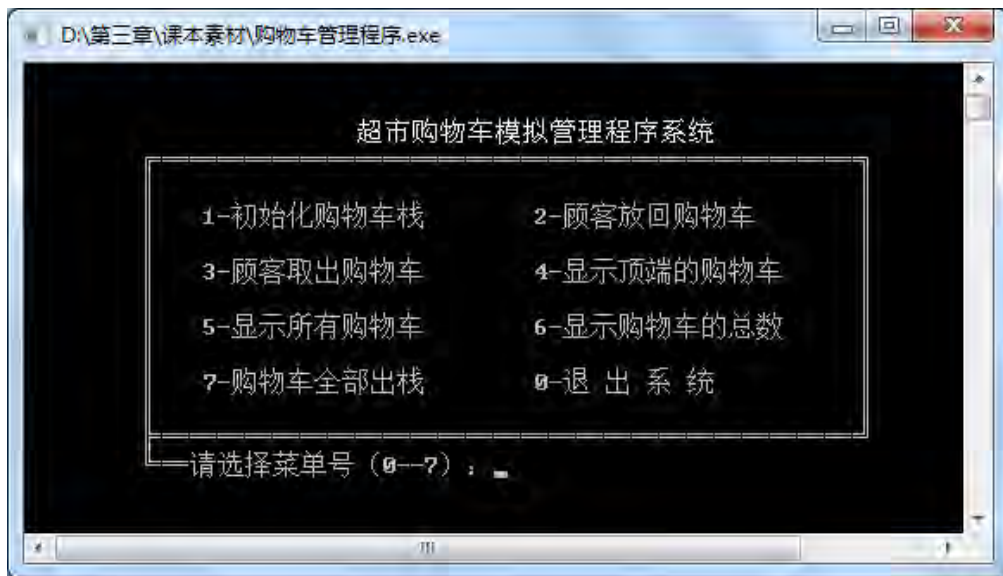 D:\第三章\课本素材\购物车管理程序.exe
超市购物车模拟管理程序系统
1-初始化购物车栈 2-顾客放回购物车
3-顾客取出购物车 4-显示顶端的购物车
5-显示所有购物车 6-显示购物车的总数
7-购物车全部出栈 0-退 出 系 统
请选择菜单号（0--7）：